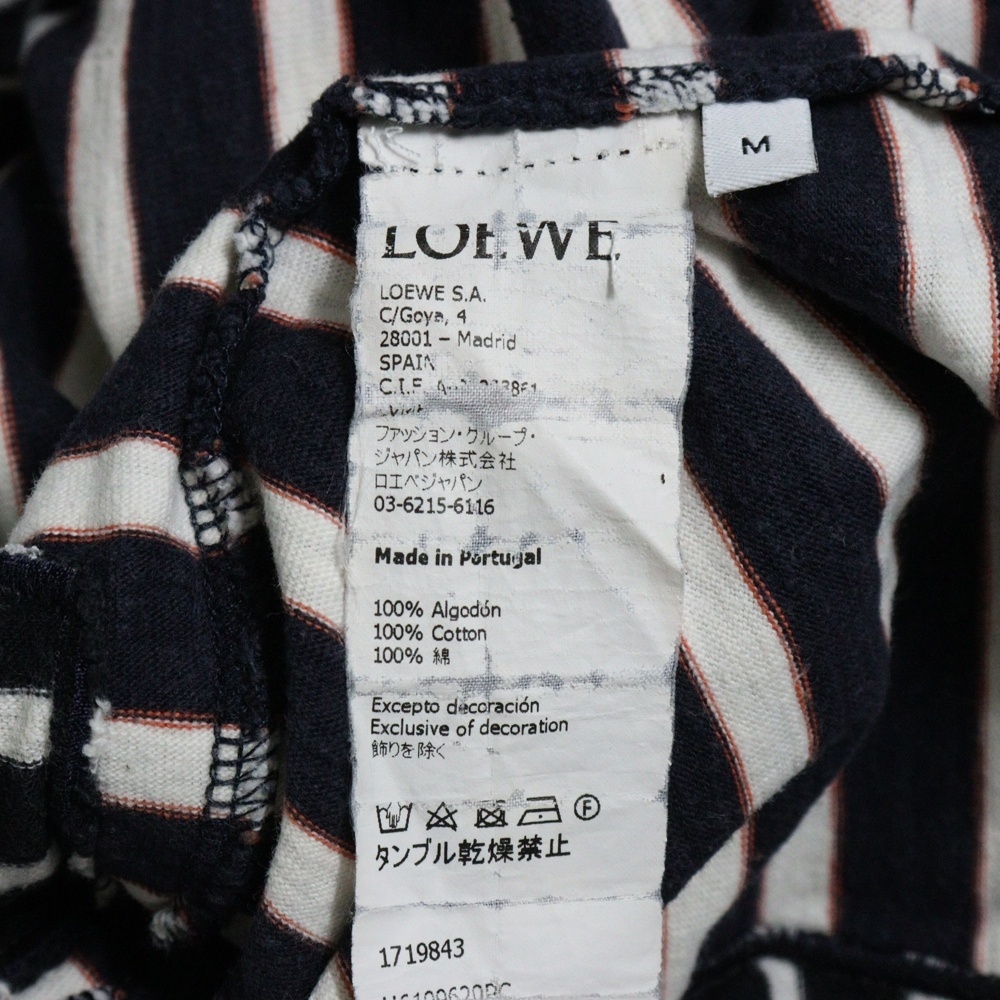 M
LOEWE
LOEWE S.A.
C/Goya, 4
28001 – Madrid
SPAIN
C.I.F.
ファッション・グループ・
ジャパン株式会社
ロエベジャパン
03-6215-6116
Made in Portugal
100% Algodón
100% Cotton
100% 綿
Excepto decoración
Exclusive of decoration
飾りを除く
F
タンブル乾燥禁止
1719843